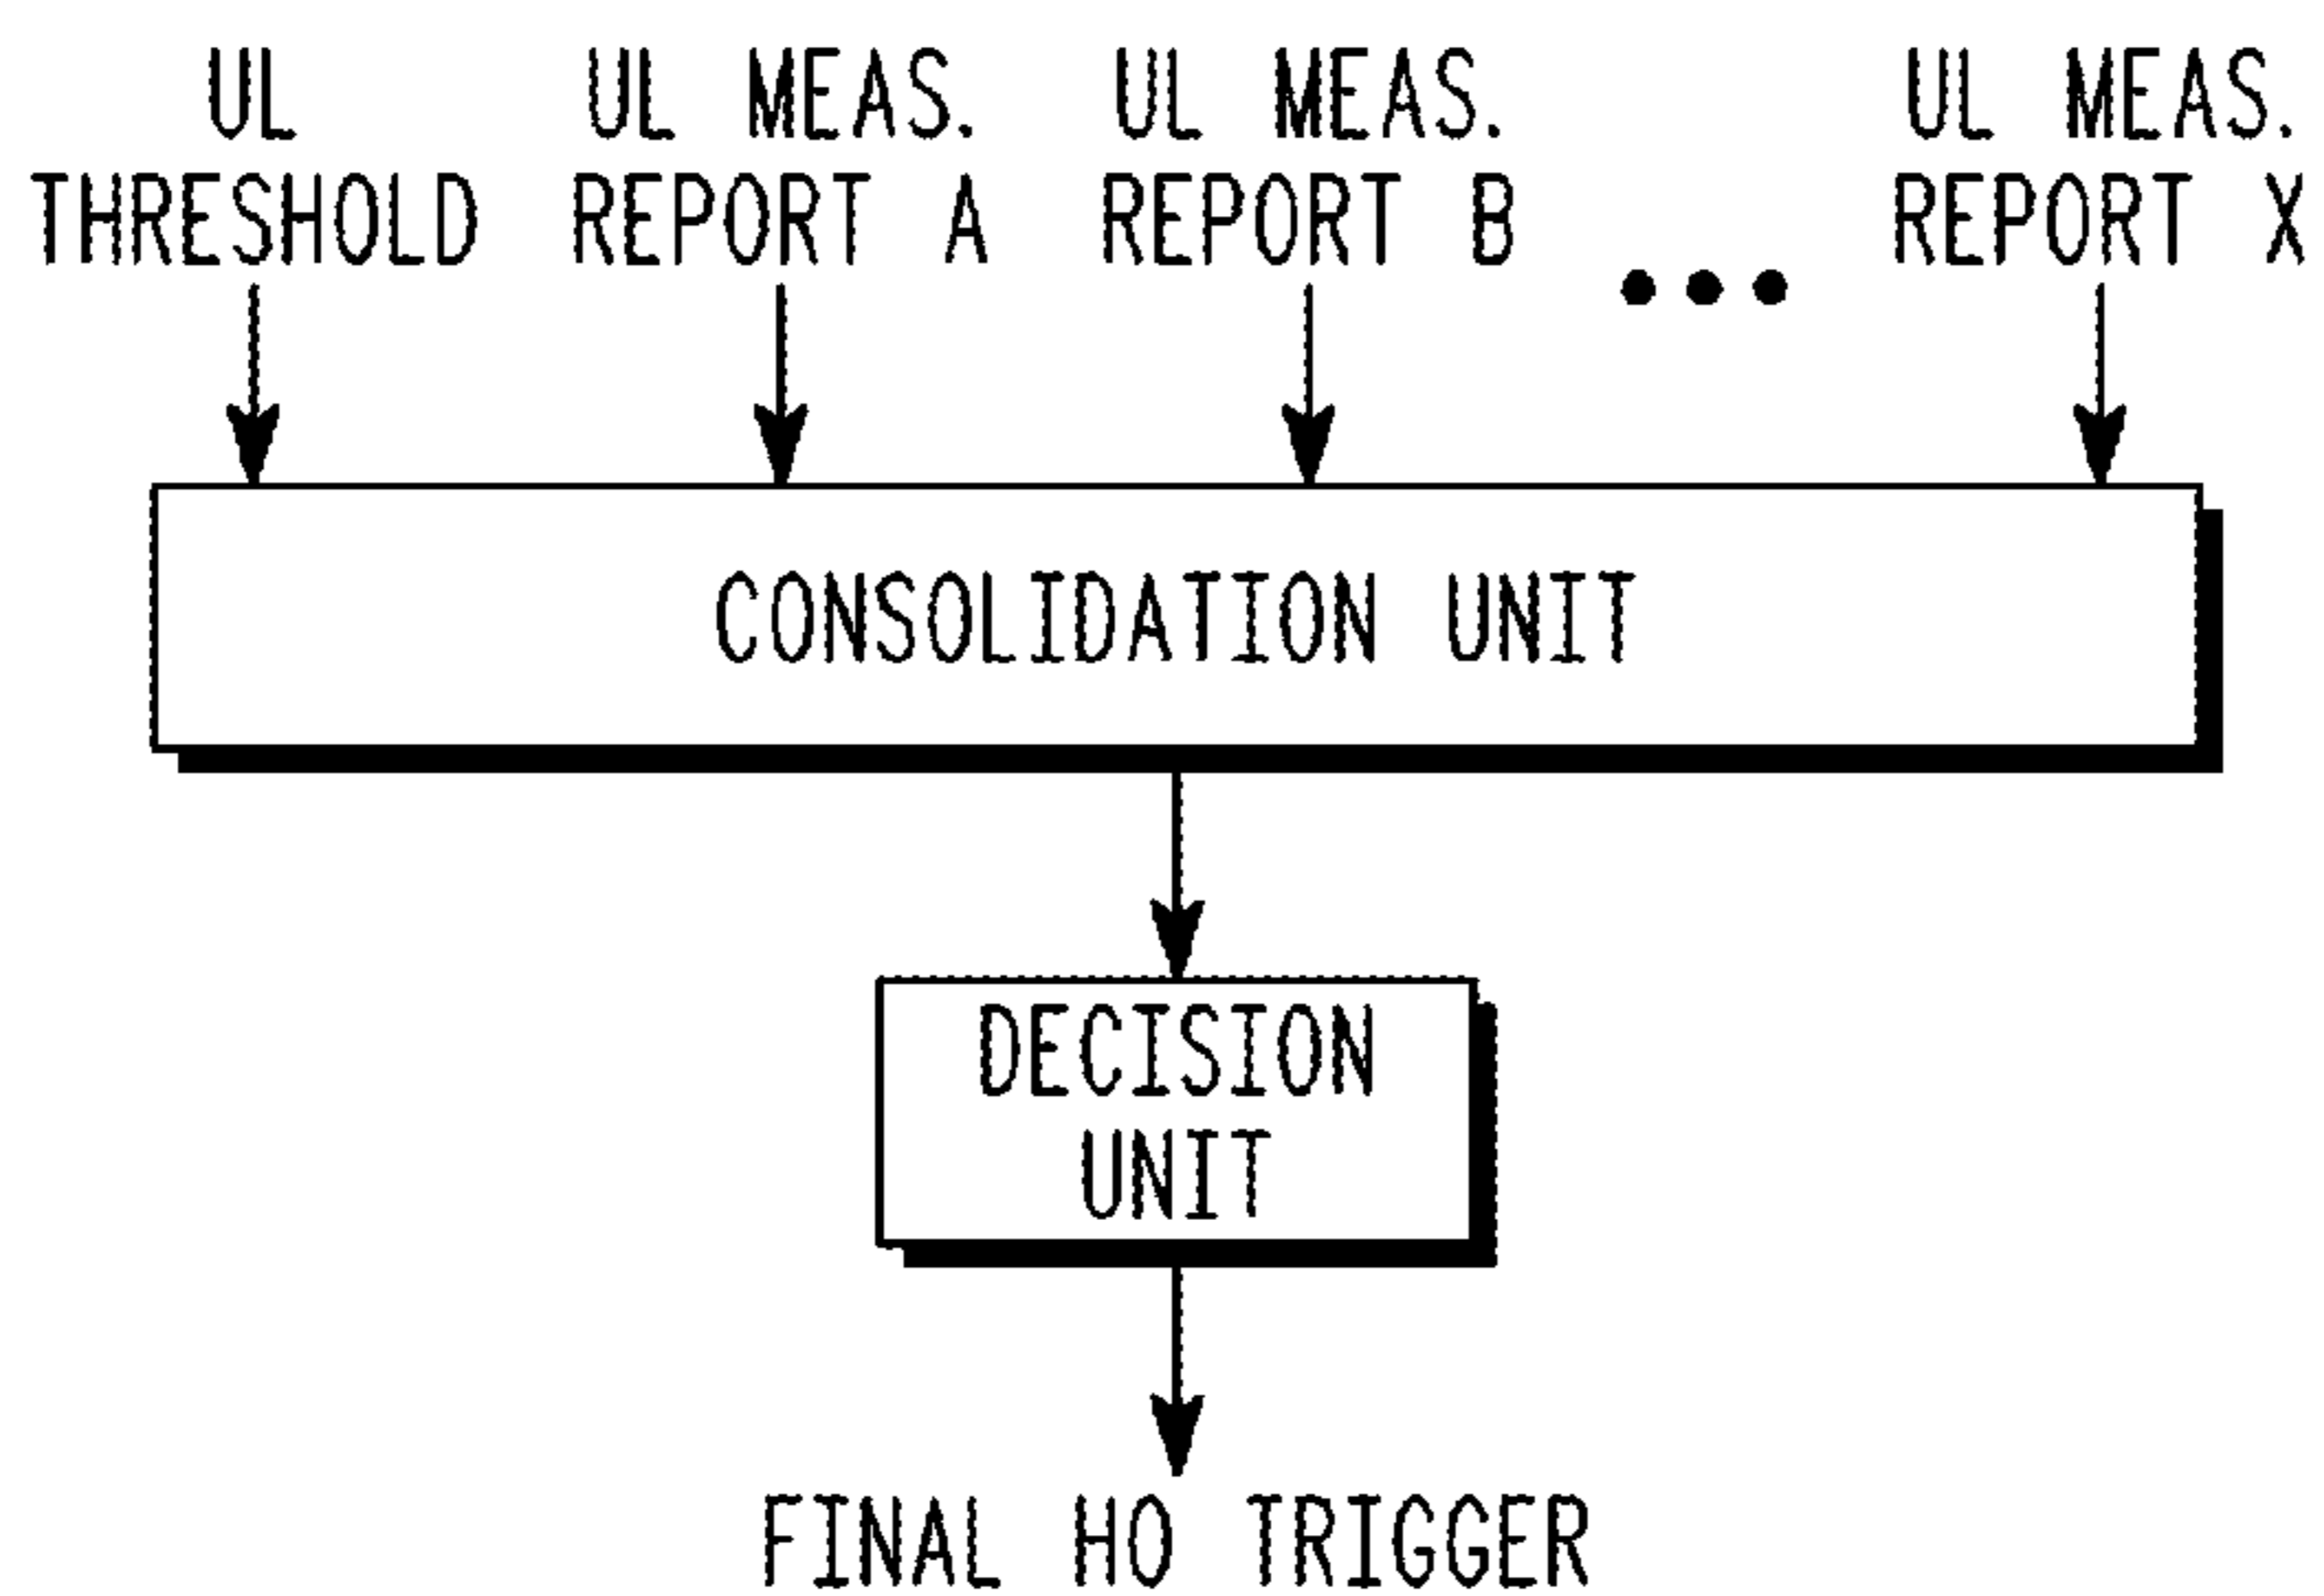 UL
THRESHOLD
UL MEAS.
REPORT A
UL MEAS.
REPORT B
•••
UL MEAS.
REPORT X
CONSOLIDATION UNIT
DECISION
UNIT
FINAL HO TRIGGER